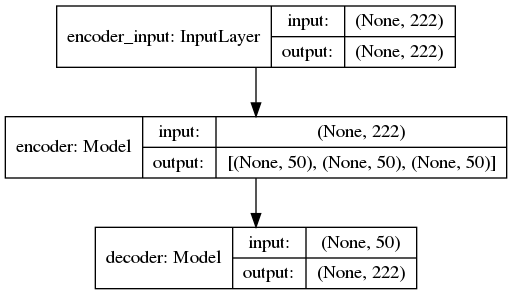 encoder_input: InputLayer
input: (None, 222)
output: (None, 222)
encoder: Model
input: (None, 222)
output: [(None, 50), (None, 50), (None, 50)]
decoder: Model
input: (None, 50)
output: (None, 222)